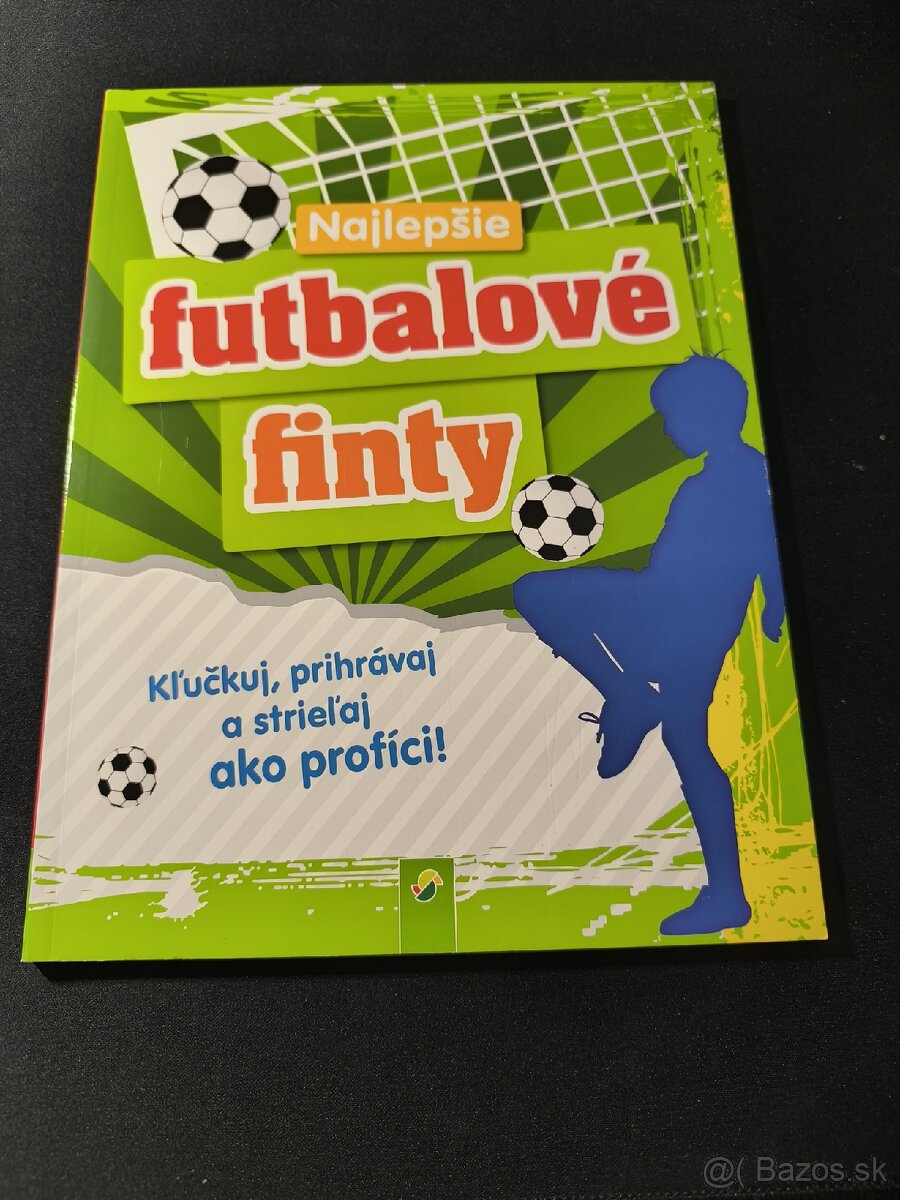 Najlepšie
futbalové
finty
Kľučkuj, prihrávaj
a strieľaj
ako profíci!
@( Bazos.sk